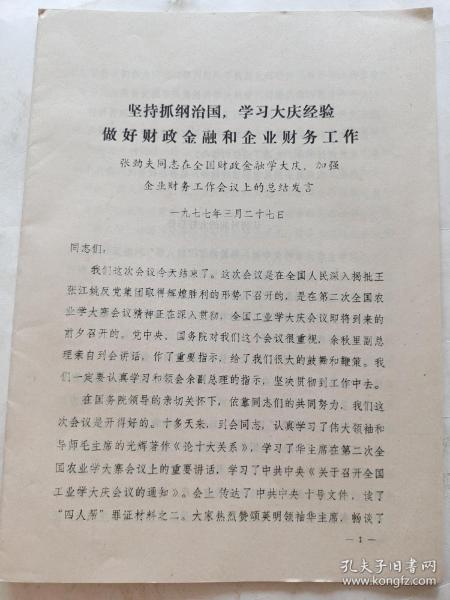 坚持抓纲治国，学习大庆经验
做好财政金融和企业财务工作
张劲夫同志在全国财政金融学大庆、加强
企业财务工作会议上的总结发言
一九七七年三月二十七日
同志们：
我们这次会议今天结束了。这次会议是在全国人民深入揭批王
张江姚反党集团取得辉煌胜利的形势下召开的，是在第二次全国农
业学大寨会议精神正在深入贯彻，全国工业学大庆会议即将到来的
前夕召开的。党中央、国务院对我们这个会议很重视，余秋里副总
理亲自到会讲话，作了重要指示，给了我们很大的鼓舞和鞭策。我
们一定要认真学习和领会余副总理的指示，坚决贯彻到工作中去。
在国务院领导的亲切关怀下，依靠同志们的共同努力，我们这
次会议是开得好的。十多天来，到会同志，认真学习了伟大领袖和
导师毛主席的光辉著作《论十大关系》，学习了华主席在第二次全
国农业学大寨会议上的重要讲话，学习了中共中央《关于召开全国
工业学大庆会议的通知》。会上传达了中共中央十号文件，读了
“四人帮”罪证材料之二。大家热烈赞颂英明领袖华主席，畅谈了
—1—
孔夫子旧书网